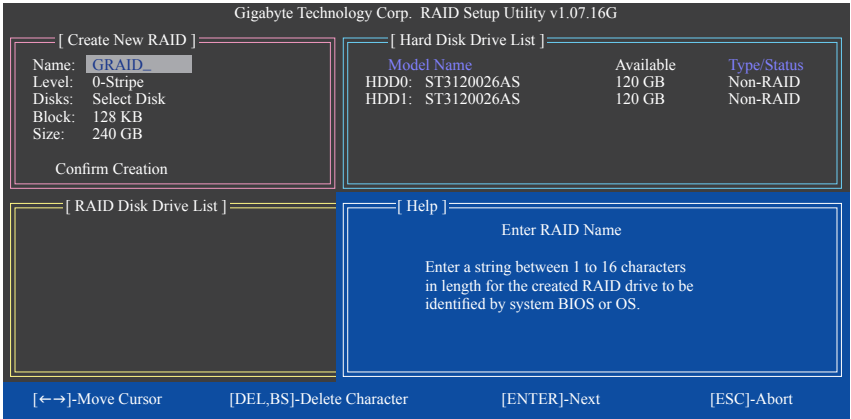 Gigabyte Technology Corp. RAID Setup Utility v1.07.16G
[ Create New RAID ]
Name: GRAID_
Level: 0-Stripe
Disks: Select Disk
Block: 128 KB
Size: 240 GB
Confirm Creation
[ Hard Disk Drive List ]
Model Name Available Type/Status
HDD0: ST3120026AS 120 GB Non-RAID
HDD1: ST3120026AS 120 GB Non-RAID
[ RAID Disk Drive List ]
[ Help ]
Enter RAID Name
Enter a string between 1 to 16 characters
in length for the created RAID drive to be
identified by system BIOS or OS.
[←→]-Move Cursor [DEL,BS]-Delete Character [ENTER]-Next [ESC]-Abort